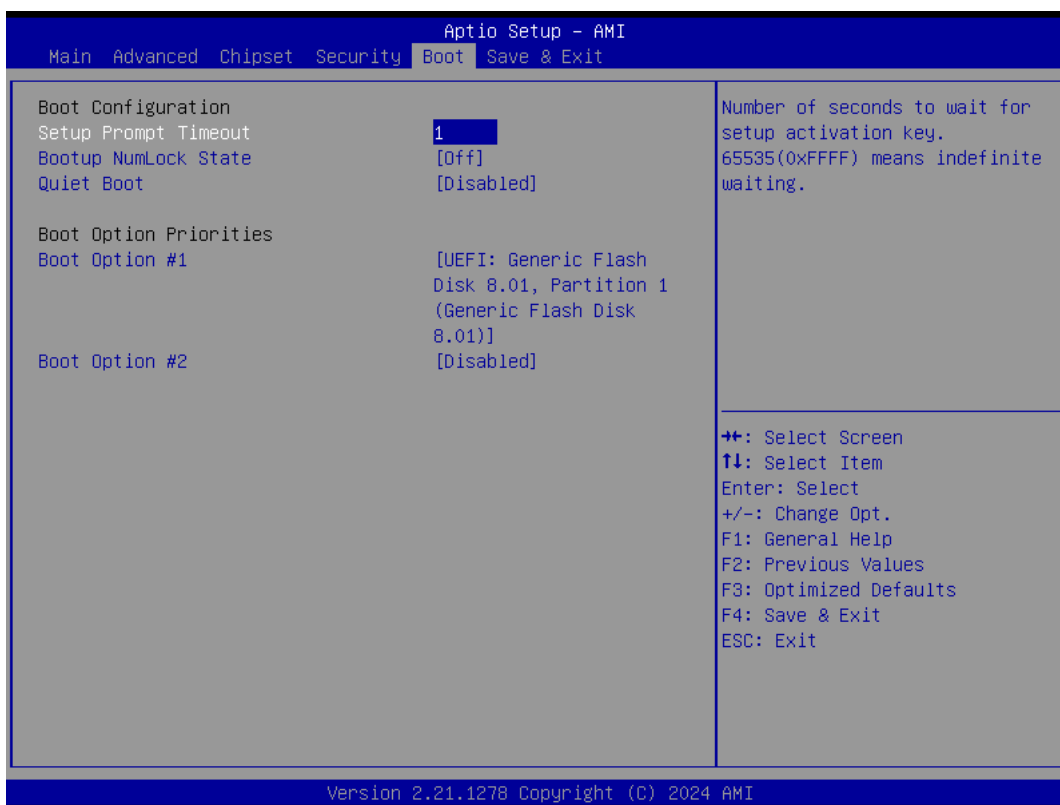 Aptio Setup – AMI
Main Advanced Chipset Security Boot Save & Exit
Boot Configuration
Setup Prompt Timeout 1
Bootup NumLock State [Off]
Quiet Boot [Disabled]
Boot Option Priorities
Boot Option #1 [UEFI: Generic Flash
Disk 8.01, Partition 1
(Generic Flash Disk
8.01)]
Boot Option #2 [Disabled]
Number of seconds to wait for
setup activation key.
65535(0xFFFF) means indefinite
waiting.
→←: Select Screen
↑↓: Select Item
Enter: Select
+/-: Change Opt.
F1: General Help
F2: Previous Values
F3: Optimized Defaults
F4: Save & Exit
ESC: Exit
Version 2.21.1278 Copyright (C) 2024 AMI